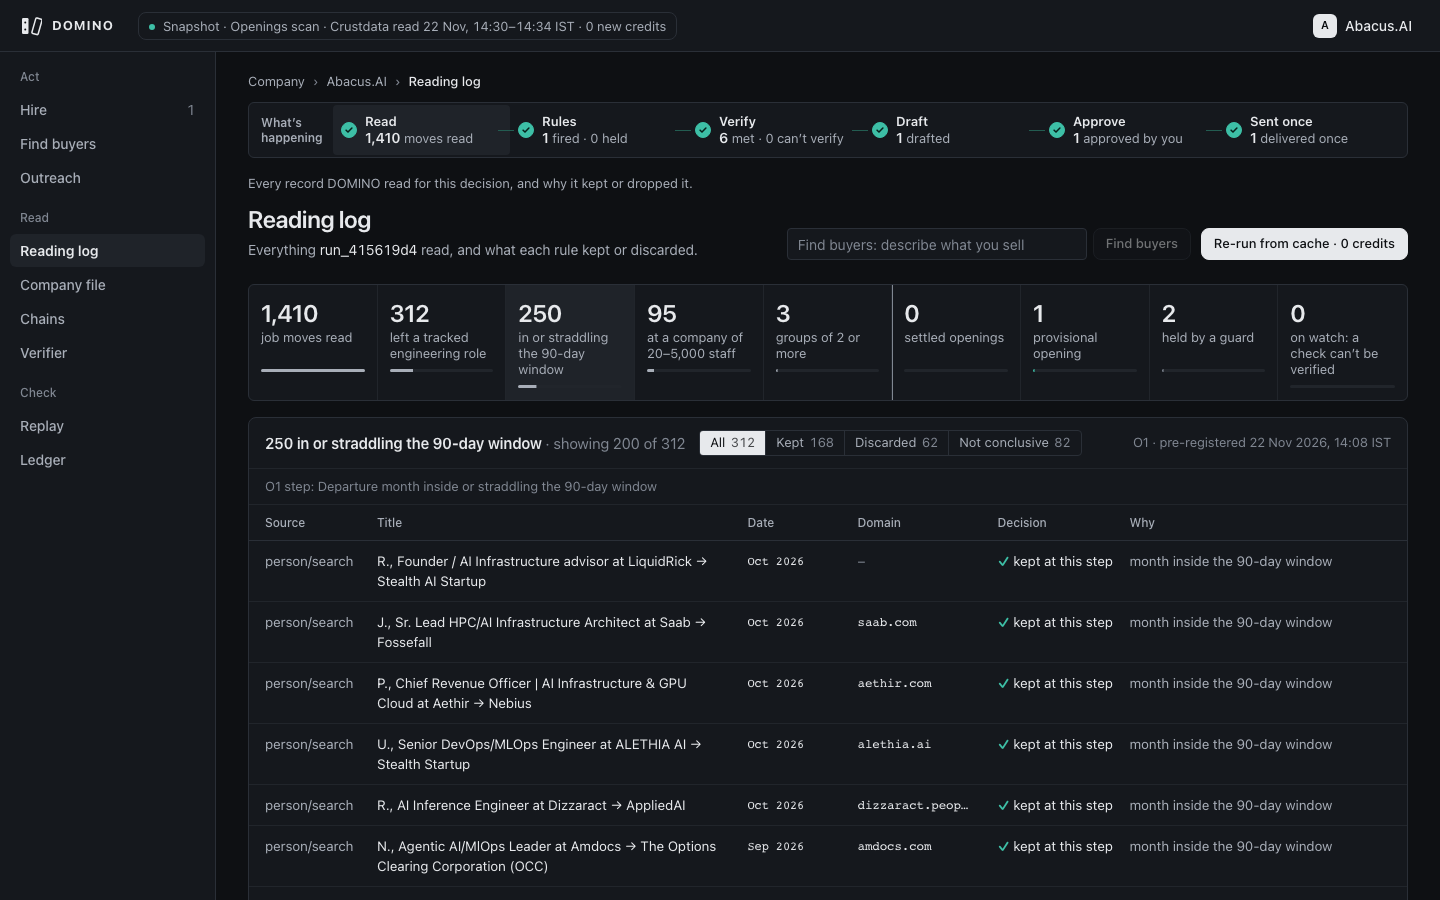 DOMINO
Snapshot · Openings scan · Crustdata read 22 Nov, 14:30–14:34 IST · 0 new credits
A Abacus.AI
Act
Hire 1
Find buyers
Outreach
Read
Reading log
Company file
Chains
Verifier
Check
Replay
Ledger
Company › Abacus.AI › Reading log
What's
happening
Read
1,410 moves read
Rules
1 fired · 0 held
Verify
6 met · 0 can't verify
Draft
1 drafted
Approve
1 approved by you
Sent once
1 delivered once
Every record DOMINO read for this decision, and why it kept or dropped it.
Reading log
Everything run_415619d4 read, and what each rule kept or discarded.
Find buyers: describe what you sell
Find buyers
Re-run from cache · 0 credits
1,410
job moves read
312
left a tracked
engineering role
250
in or straddling
the 90-day
window
95
at a company of
20–5,000 staff
3
groups of 2 or
more
0
settled openings
1
provisional
opening
2
held by a guard
0
on watch: a
check can't be
verified
250 in or straddling the 90-day window · showing 200 of 312
All 312
Kept 168
Discarded 62
Not conclusive 82
O1 · pre-registered 22 Nov 2026, 14:08 IST
O1 step: Departure month inside or straddling the 90-day window
Source Title Date Domain Decision Why
person/search R., Founder / AI Infrastructure advisor at LiquidRick → Oct 2026 – ✓ kept at this step month inside the 90-day window
Stealth AI Startup
person/search J., Sr. Lead HPC/AI Infrastructure Architect at Saab → Oct 2026 saab.com ✓ kept at this step month inside the 90-day window
Fossefall
person/search P., Chief Revenue Officer | AI Infrastructure & GPU Oct 2026 aethir.com ✓ kept at this step month inside the 90-day window
Cloud at Aethir → Nebius
person/search U., Senior DevOps/MLOps Engineer at ALETHIA AI → Oct 2026 alethia.ai ✓ kept at this step month inside the 90-day window
Stealth Startup
person/search R., AI Inference Engineer at Dizzaract → AppliedAI Oct 2026 dizzaract.peop… ✓ kept at this step month inside the 90-day window
person/search N., Agentic AI/MlOps Leader at Amdocs → The Options Sep 2026 amdocs.com ✓ kept at this step month inside the 90-day window
Clearing Corporation (OCC)